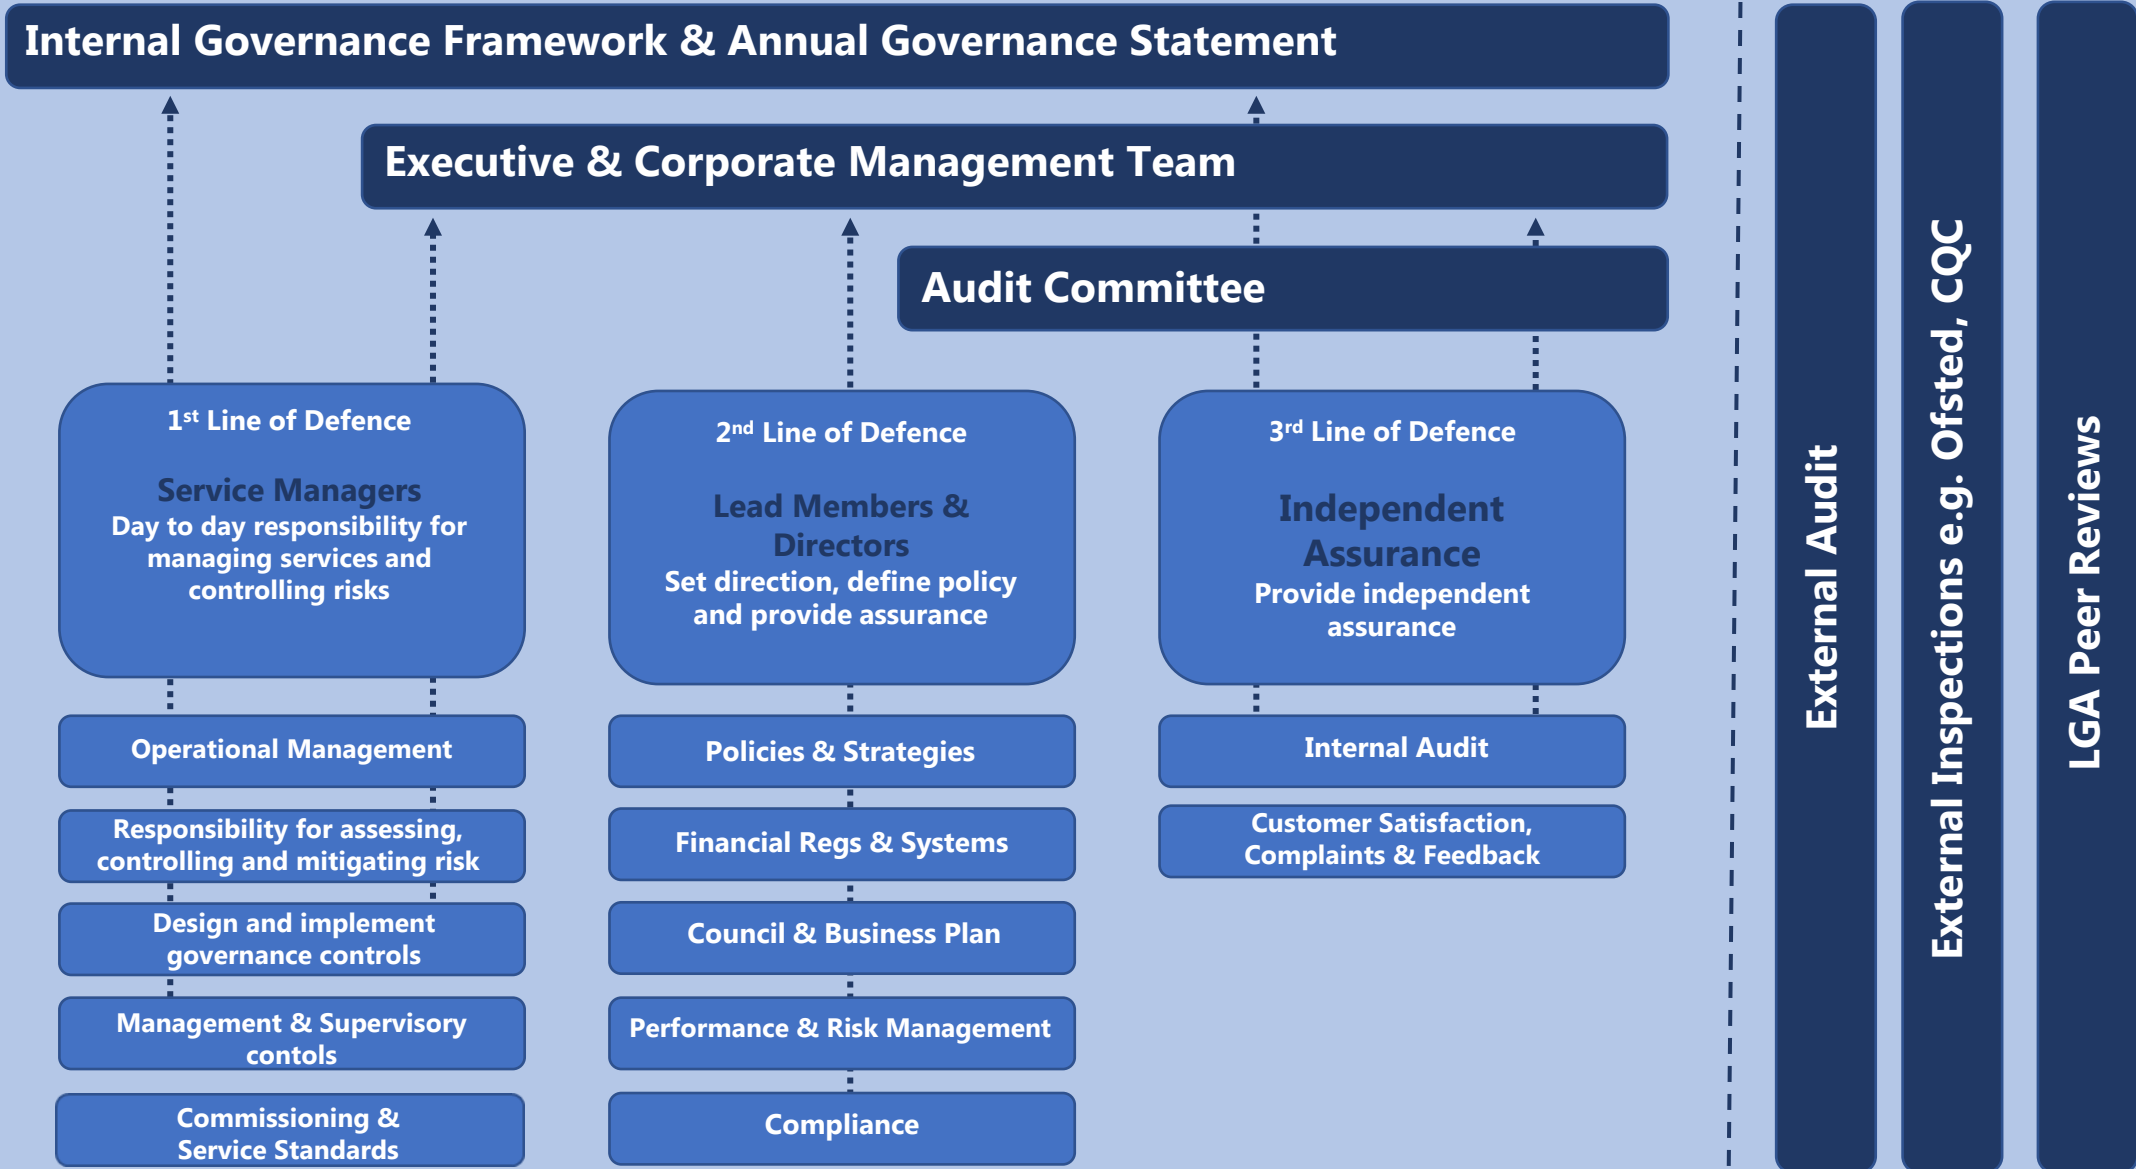 Internal Governance Framework & Annual Governance Statement
Executive & Corporate Management Team
Audit Committee
1st Line of Defence
Service Managers
Day to day responsibility for
managing services and
controlling risks
Operational Management
Responsibility for assessing,
controlling and mitigating risk
Design and implement
governance controls
Management & Supervisory
contols
Commissioning &
Service Standards
2nd Line of Defence
Lead Members &
Directors
Set direction, define policy
and provide assurance
Policies & Strategies
Financial Regs & Systems
Council & Business Plan
Performance & Risk Management
Compliance
3rd Line of Defence
Independent
Assurance
Provide independent
assurance
Internal Audit
Customer Satisfaction,
Complaints & Feedback
External Audit
External Inspections e.g. Ofsted, CQC
LGA Peer Reviews